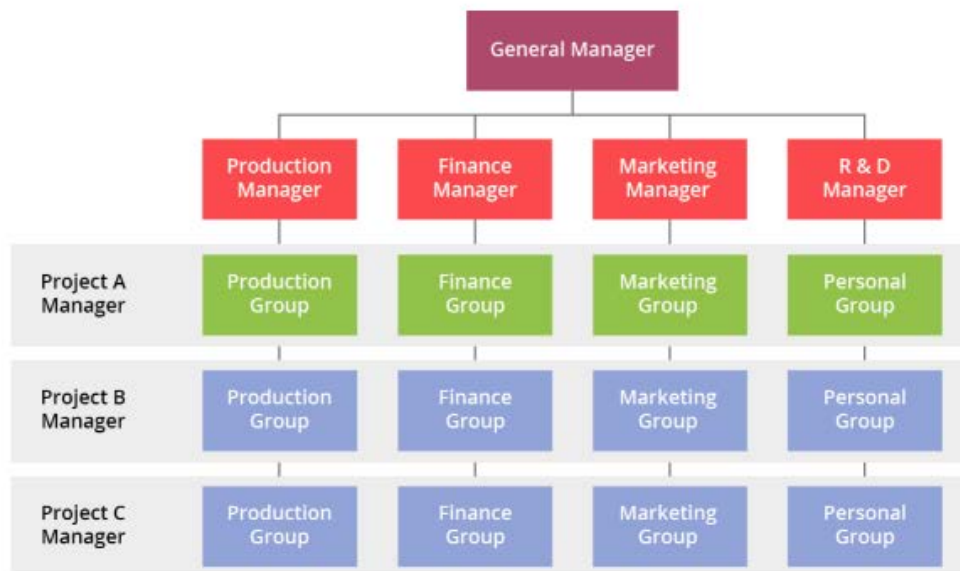 General Manager
Production
Manager
Finance
Manager
Marketing
Manager
R & D
Manager
Project A
Manager
Production
Group
Finance
Group
Marketing
Group
Personal
Group
Project B
Manager
Production
Group
Finance
Group
Marketing
Group
Personal
Group
Project C
Manager
Production
Group
Finance
Group
Marketing
Group
Personal
Group